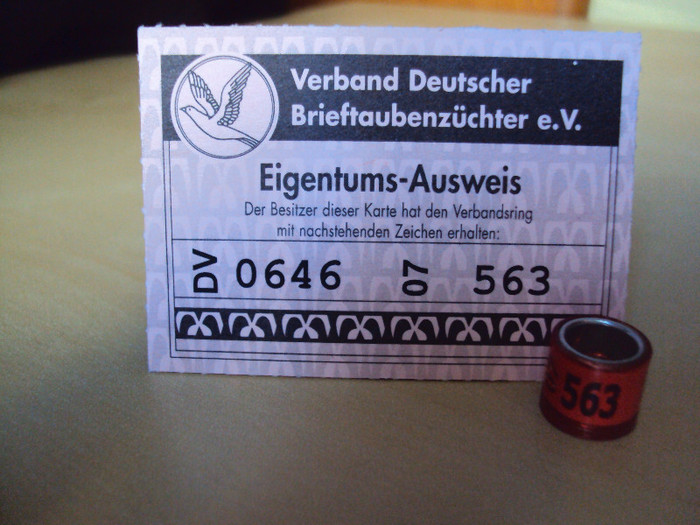 Verband Deutscher
Brieftaubenzüchter e.V.
Eigentums-Ausweis
Der Besitzer dieser Karte hat den Verbandsring
mit nachstehenden Zeichen erhalten:
DV 0646 07 563
563